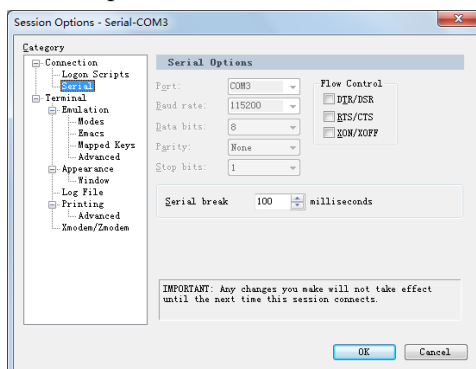 Session Options - Serial-COM3
Category
Connection
Logon Scripts
Serial
Terminal
Emulation
Modes
Emacs
Mapped Keys
Advanced
Appearance
Window
Log File
Printing
Advanced
Xmodem/Zmodem
Serial Options
Port: COM3
Baud rate: 115200
Data bits: 8
Parity: None
Stop bits: 1
Flow Control
DTR/DSR
RTS/CTS
XON/XOFF
Serial break 100 milliseconds
IMPORTANT: Any changes you make will not take effect
until the next time this session connects.
OK Cancel